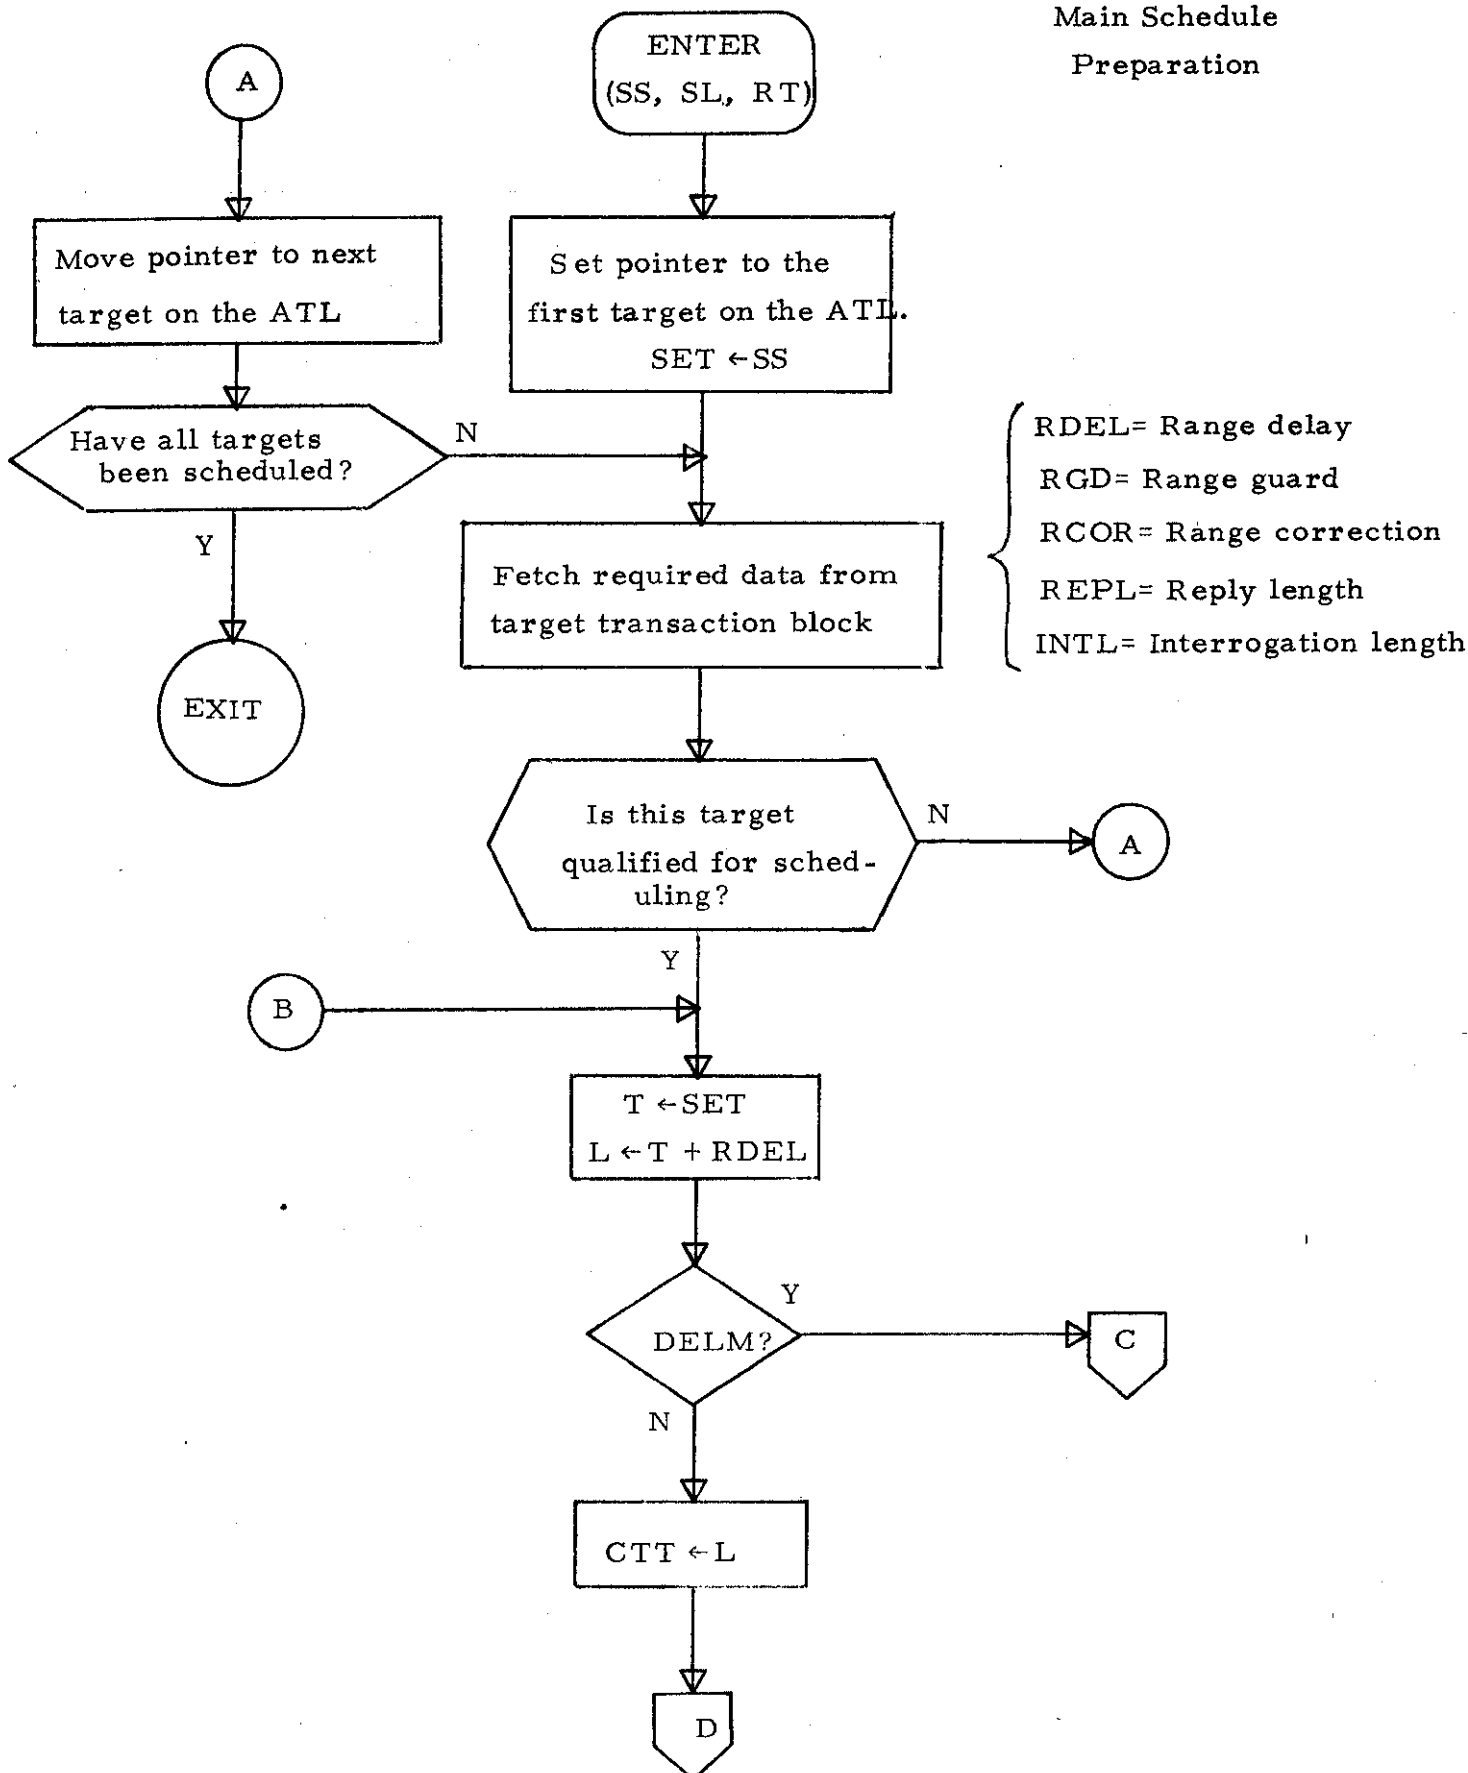 Main Schedule
Preparation
A
ENTER
(SS, SL, RT)
Move pointer to next
target on the ATL
Set pointer to the
first target on the ATL.
SET ←SS
Have all targets
been scheduled?
N
Y
EXIT
RDEL= Range delay
RGD= Range guard
RCOR= Range correction
REPL= Reply length
INTL= Interrogation length
Fetch required data from
target transaction block
Is this target
qualified for sched-
uling?
N
A
Y
B
T ←SET
L ←T + RDEL
DELM?
Y
C
N
CTT ←L
D